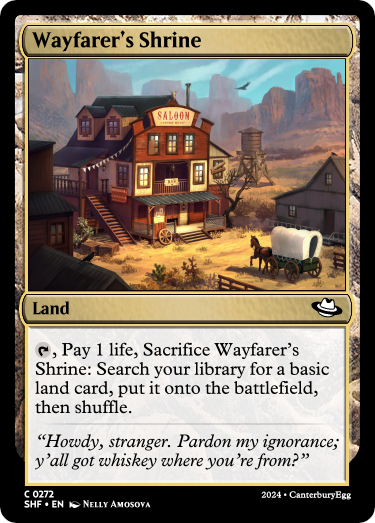 Wayfarer's Shrine
SALOON
Land
, Pay 1 life, Sacrifice Wayfarer's
Shrine: Search your library for a basic
land card, put it onto the battlefield,
then shuffle.
“Howdy, stranger. Pardon my ignorance;
y'all got whiskey where you're from?”
C 0272
SHF • EN Nelly Amosova
2024 • CanterburyEgg